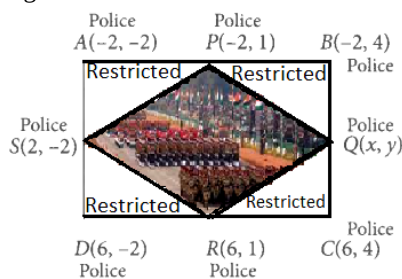 Police Police
A(−2, −2) P(−2, 1) B(−2, 4)
Restricted Restricted Police
Police Police
S(2, −2) Q(x, y)
Restricted Restricted
Police
D(6, −2) R(6, 1) C(6, 4)
Police Police